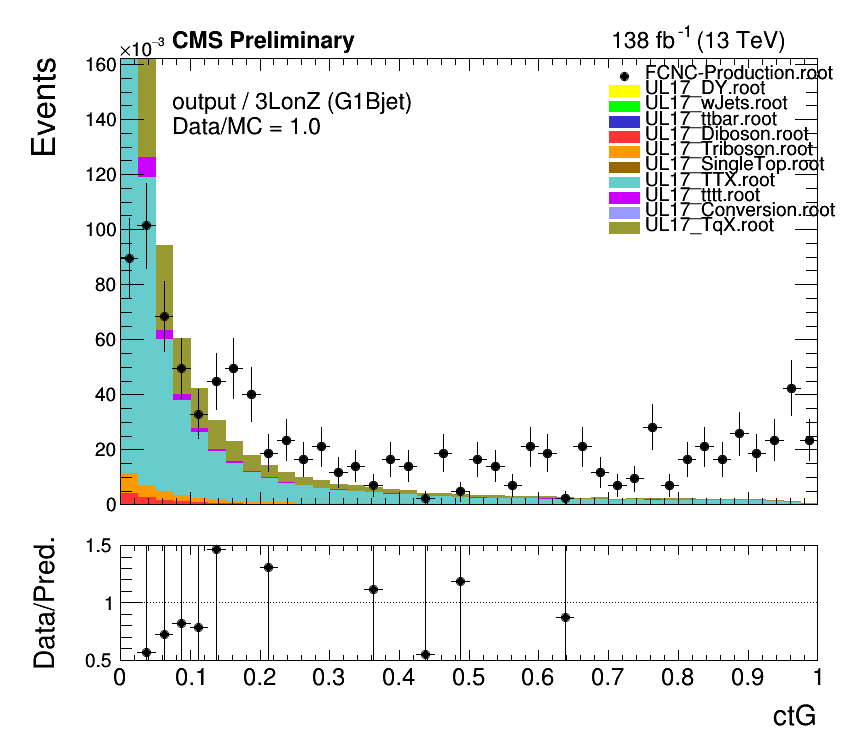 ×10⁻³ CMS Preliminary 138 fb⁻¹ (13 TeV)
Events
160
140
120
100
80
60
40
20
0
output / 3LonZ (G1Bjet)
Data/MC = 1.0
FCNC-Production.root
UL17_DY.root
UL17_wJets.root
UL17_ttbar.root
UL17_Diboson.root
UL17_Triboson.root
UL17_SingleTop.root
UL17_TTX.root
UL17_tttt.root
UL17_Conversion.root
UL17_TqX.root
Data/Pred.
1.5
1
0.5
0 0.1 0.2 0.3 0.4 0.5 0.6 0.7 0.8 0.9 1
ctG